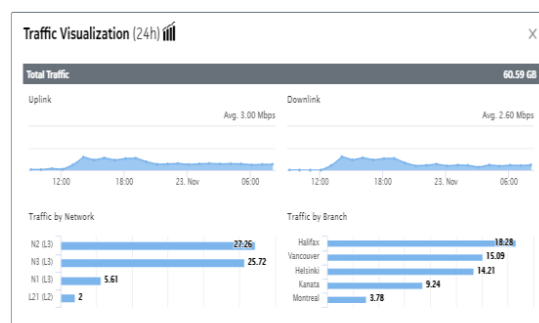 Traffic Visualization (24h)
X
Total Traffic 60.59 GB
Uplink
Avg. 3.00 Mbps
12:00 18:00 23. Nov 06:00
Downlink
Avg. 2.60 Mbps
12:00 18:00 23. Nov 06:00
Traffic by Network
N2 (L3) 27.26
N3 (L3) 25.72
N1 (L3) 5.61
L21 (L2) 2
Traffic by Branch
Halifax 18.28
Vancouver 15.09
Helsinki 14.21
Kanata 9.24
Montreal 3.78